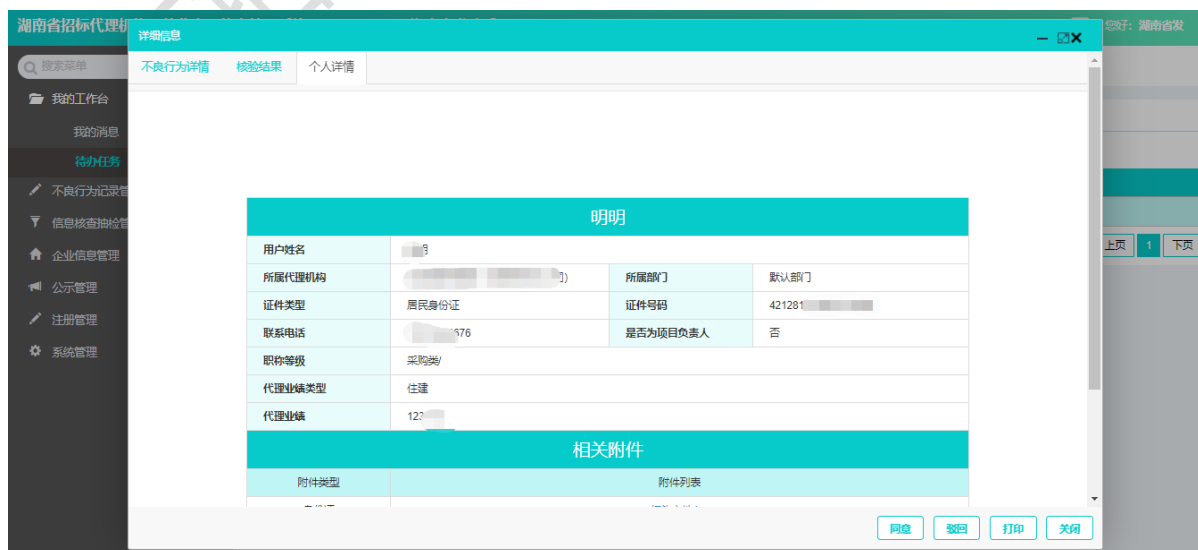 湖南省招标代理机
详细信息
您好：湖南省发
搜索菜单
不良行为详情 核验结果 个人详情
我的工作台
我的消息
待办任务
不良行为记录管
信息核查抽检管
企业信息管理
公示管理
注册管理
系统管理
上页 1 下页
明明
用户姓名
所属代理机构 ) 所属部门 默认部门
证件类型 居民身份证 证件号码 421281
联系电话 676 是否为项目负责人 否
职称等级 采购类/
代理业绩类型 住建
代理业绩 123
相关附件
附件类型 附件列表
同意 驳回 打印 关闭